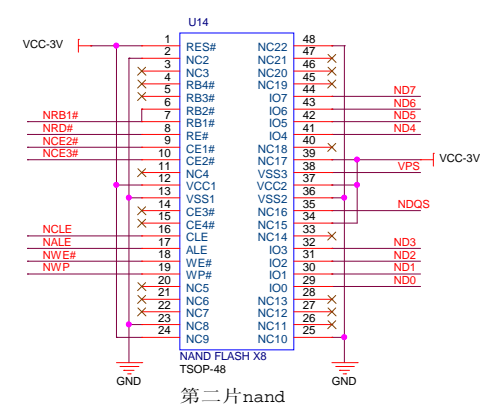 U14
VCC-3V 1 RES# NC22 48
2 NC2 NC21 47
3 NC3 NC20 46
4 RB4# NC19 45
5 RB3# IO7 44 ND7
6 RB2# IO6 43 ND6
NRB1# 7 RB1# IO5 42 ND5
NRD# 8 RE# IO4 41 ND4
NCE2# 9 CE1# NC18 40
NCE3# 10 CE2# NC17 39 VCC-3V
11 NC4 VSS3 38 VPS
12 VCC1 VCC2 37
13 VSS1 VSS2 36
14 CE3# NC16 35 NDQS
15 CE4# NC15 34
NCLE 16 CLE NC14 33
NALE 17 ALE IO3 32 ND3
NWE# 18 WE# IO2 31 ND2
NWP 19 WP# IO1 30 ND1
20 NC5 IO0 29 ND0
21 NC6 NC13 28
22 NC7 NC12 27
23 NC8 NC11 26
24 NC9 NC10 25
NAND FLASH X8
TSOP-48
GND GND
第二片nand